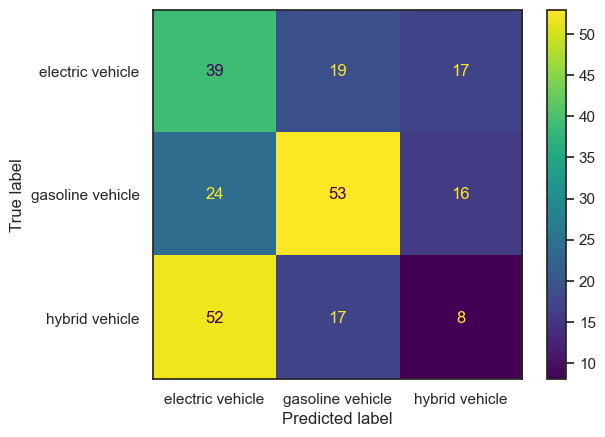 True label
electric vehicle 39 19 17
gasoline vehicle 24 53 16
hybrid vehicle 52 17 8
electric vehicle gasoline vehicle hybrid vehicle
Predicted label
50
45
40
35
30
25
20
15
10